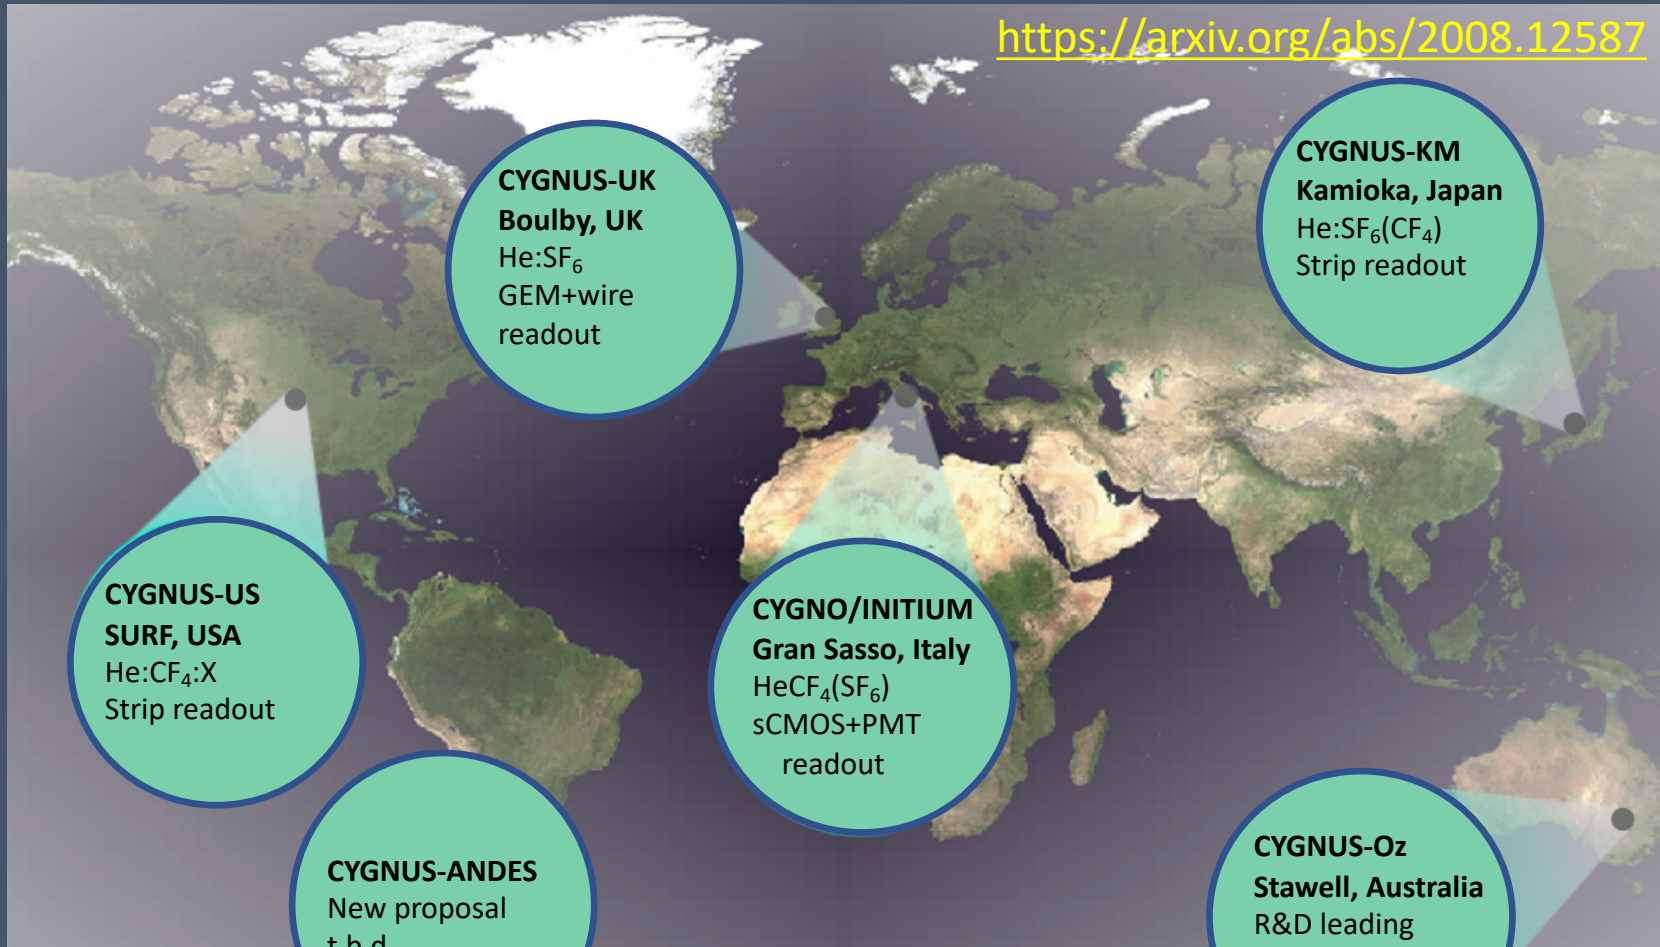 https://arxiv.org/abs/2008.12587
CYGNUS-UK
Boulby, UK
He:SF₆
GEM+wire
readout
CYGNUS-KM
Kamioka, Japan
He:SF₆(CF₄)
Strip readout
CYGNUS-US
SURF, USA
He:CF₄:X
Strip readout
CYGNO/INITIUM
Gran Sasso, Italy
HeCF₄(SF₆)
sCMOS+PMT
readout
CYGNUS-ANDES
New proposal
t.b.d.
CYGNUS-Oz
Stawell, Australia
R&D leading